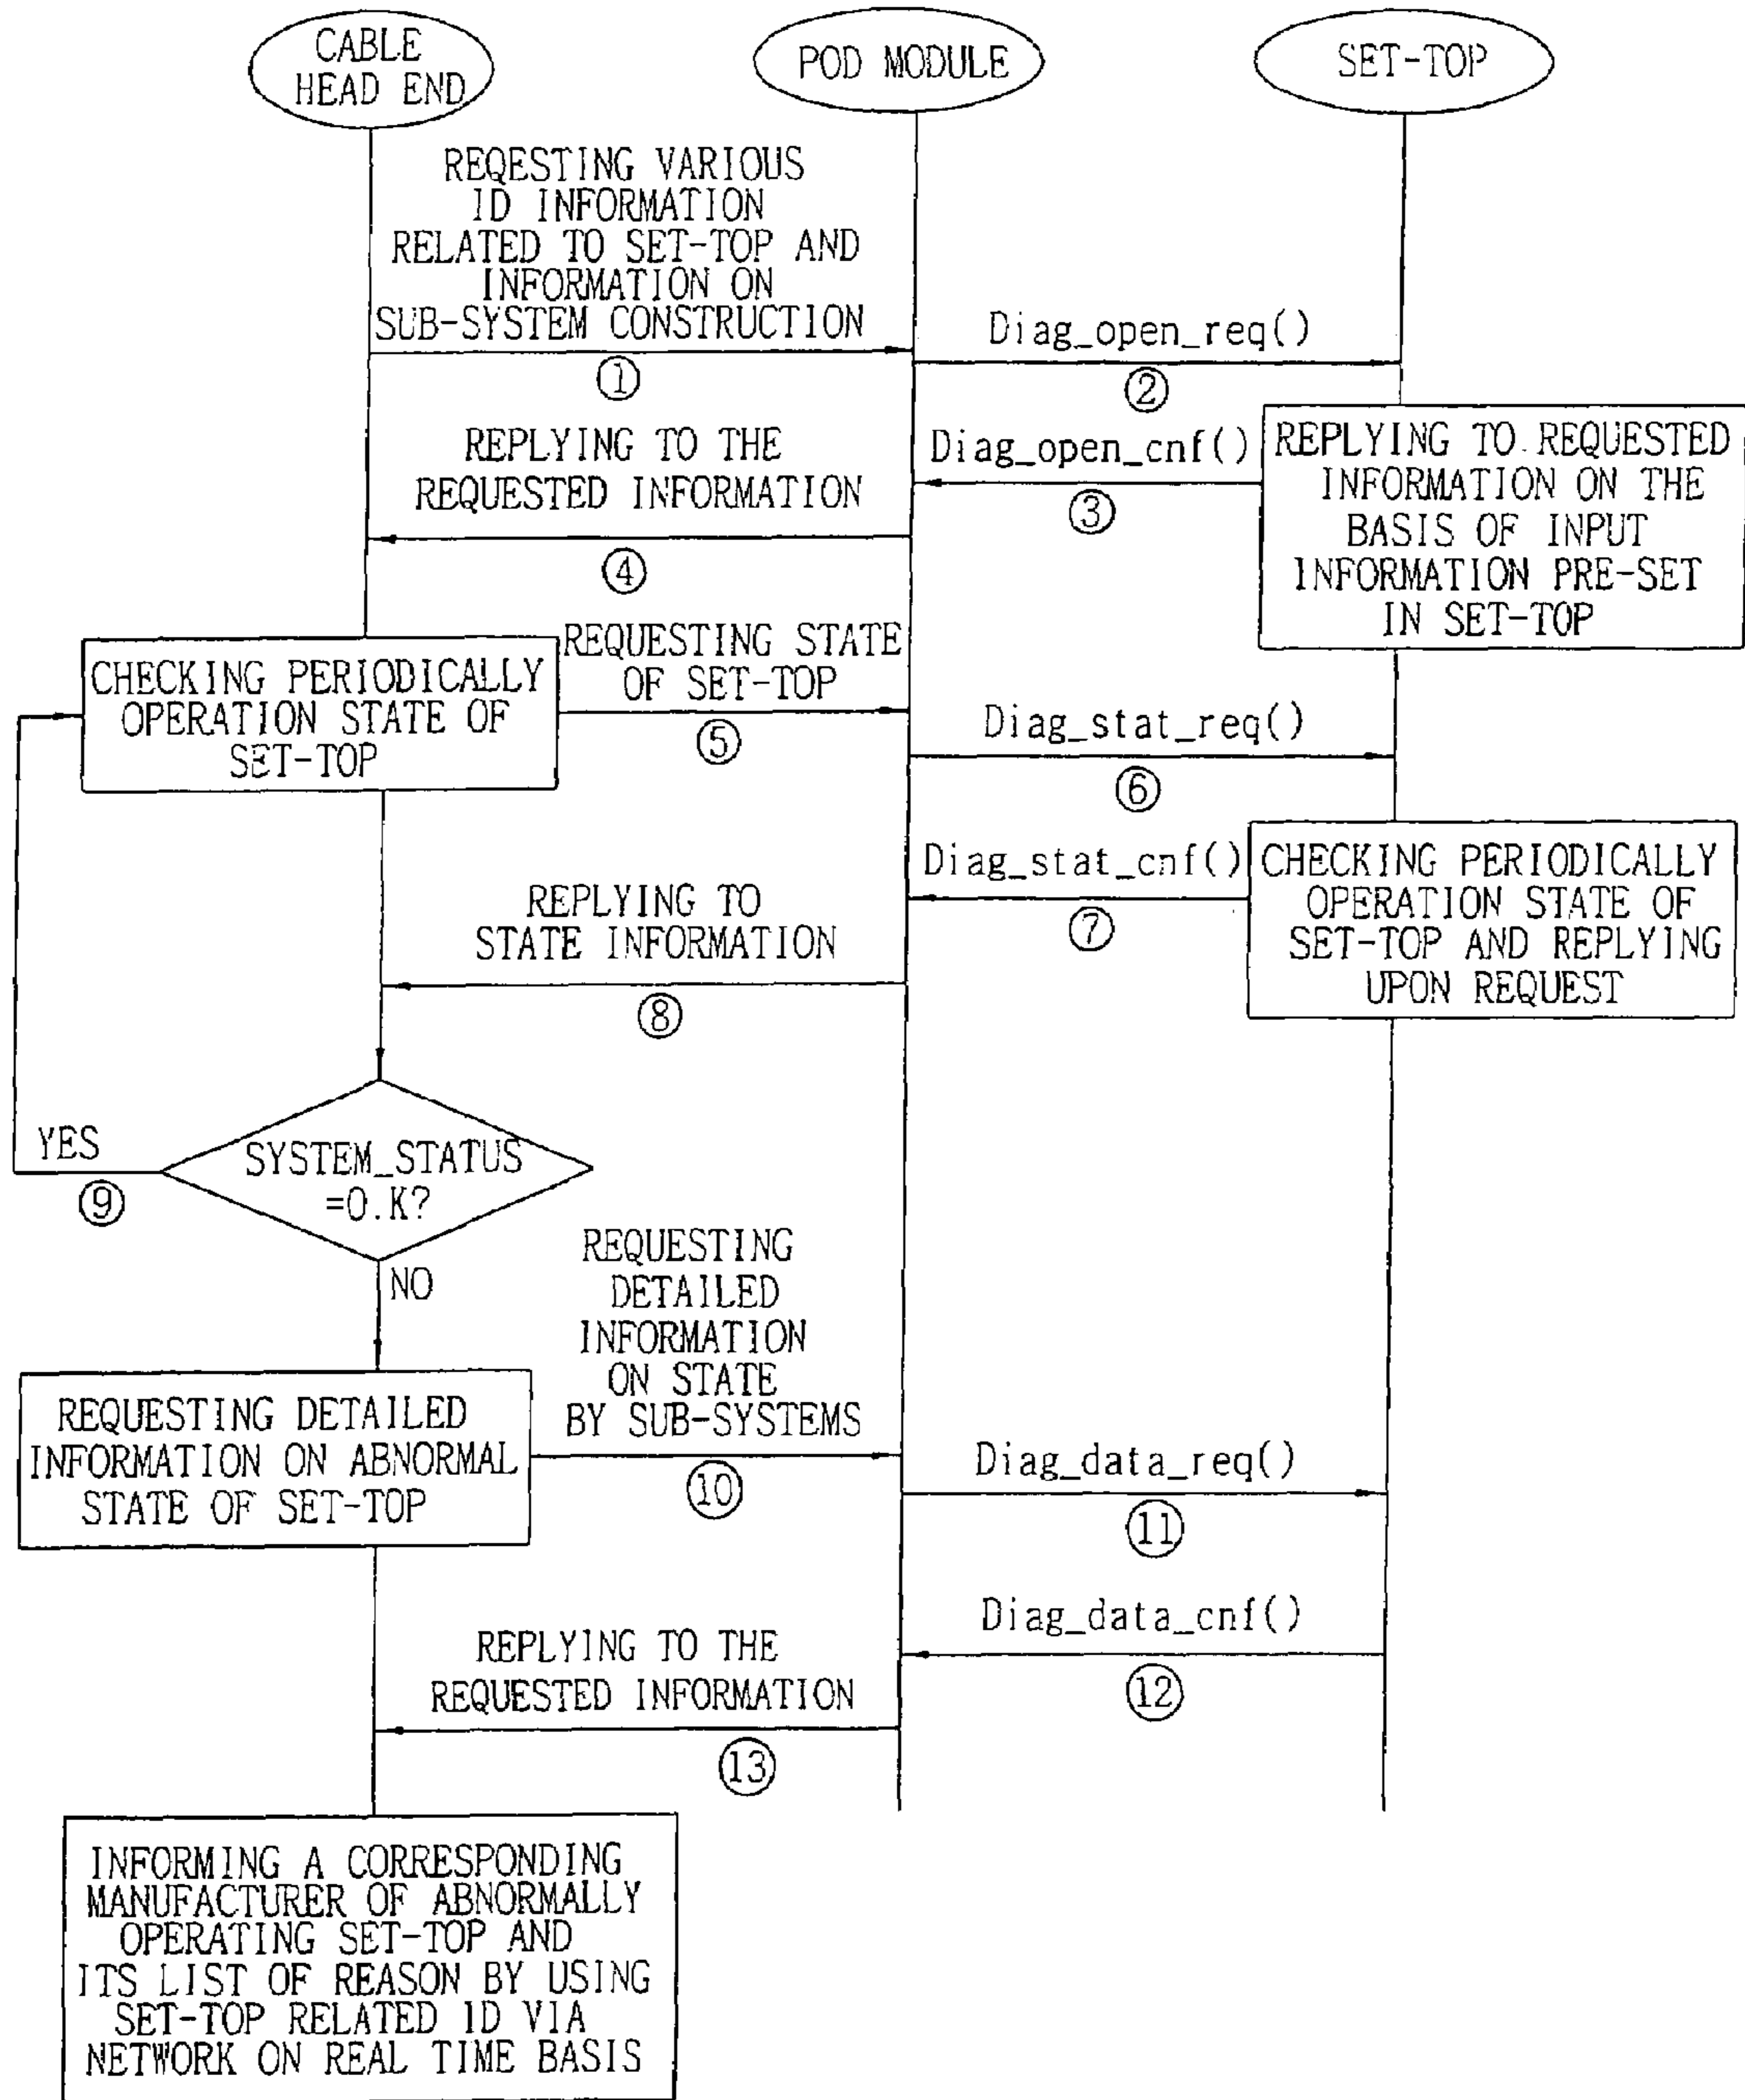 CABLE
HEAD END
POD MODULE
SET-TOP
REQESTING VARIOUS
ID INFORMATION
RELATED TO SET-TOP AND
INFORMATION ON
SUB-SYSTEM CONSTRUCTION
①
Diag_open_req()
②
Diag_open_cnf()
③
REPLYING TO REQUESTED
INFORMATION ON THE
BASIS OF INPUT
INFORMATION PRE-SET
IN SET-TOP
REPLYING TO THE
REQUESTED INFORMATION
④
CHECKING PERIODICALLY
OPERATION STATE OF
SET-TOP
REQUESTING STATE
OF SET-TOP
⑤
Diag_stat_req()
⑥
Diag_stat_cnf()
⑦
CHECKING PERIODICALLY
OPERATION STATE OF
SET-TOP AND REPLYING
UPON REQUEST
REPLYING TO
STATE INFORMATION
⑧
YES
⑨
SYSTEM_STATUS
=O.K?
NO
REQUESTING DETAILED
INFORMATION ON ABNORMAL
STATE OF SET-TOP
REQUESTING
DETAILED
INFORMATION
ON STATE
BY SUB-SYSTEMS
⑩
Diag_data_req()
⑪
Diag_data_cnf()
⑫
REPLYING TO THE
REQUESTED INFORMATION
⑬
INFORMING A CORRESPONDING
MANUFACTURER OF ABNORMALLY
OPERATING SET-TOP AND
ITS LIST OF REASON BY USING
SET-TOP RELATED ID VIA
NETWORK ON REAL TIME BASIS